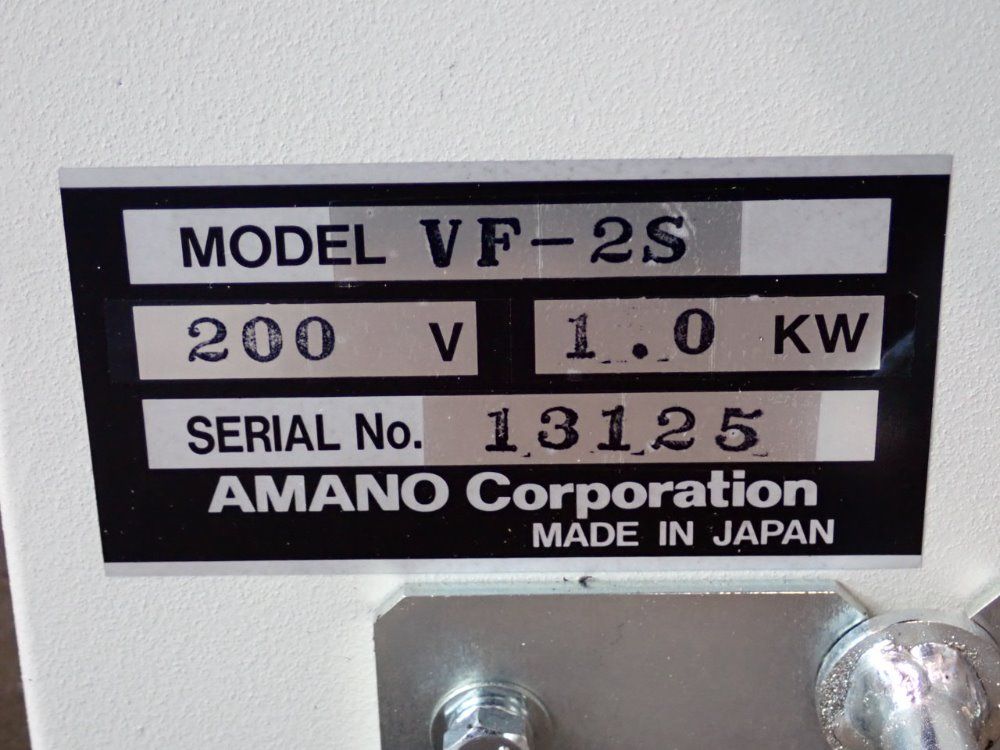 MODEL VF-2S
200 V 1.0 KW
SERIAL No. 13125
AMANO Corporation
MADE IN JAPAN